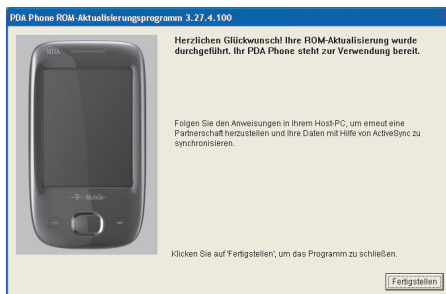 PDA Phone ROM-Aktualisierungsprogramm 3.27.4.100
Herzlichen Glückwunsch! Ihre ROM-Aktualisierung wurde
durchgeführt. Ihr PDA Phone steht zur Verwendung bereit.
MDA
Folgen Sie den Anweisungen in Ihrem Host-PC, um erneut eine
Partnerschaft herzustellen und Ihre Daten mit Hilfe von ActiveSync zu
synchronisieren.
··T··Mobile·
Klicken Sie auf 'Fertigstellen', um das Programm zu schließen.
Fertigstellen